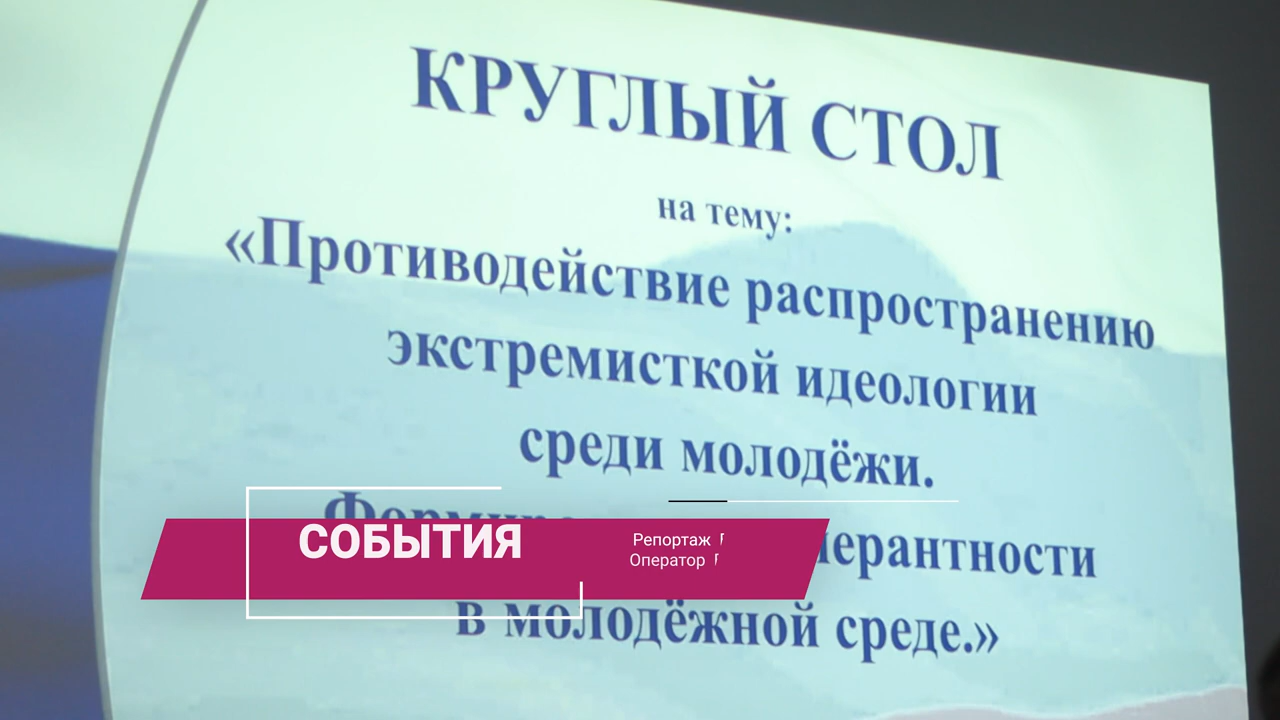 КРУГЛЫЙ СТОЛ
на тему:
«Противодействие распространению
экстремисткой идеологии
среди молодёжи.
в молодёжной среде.»
СОБЫТИЯ
Репортаж
Оператор